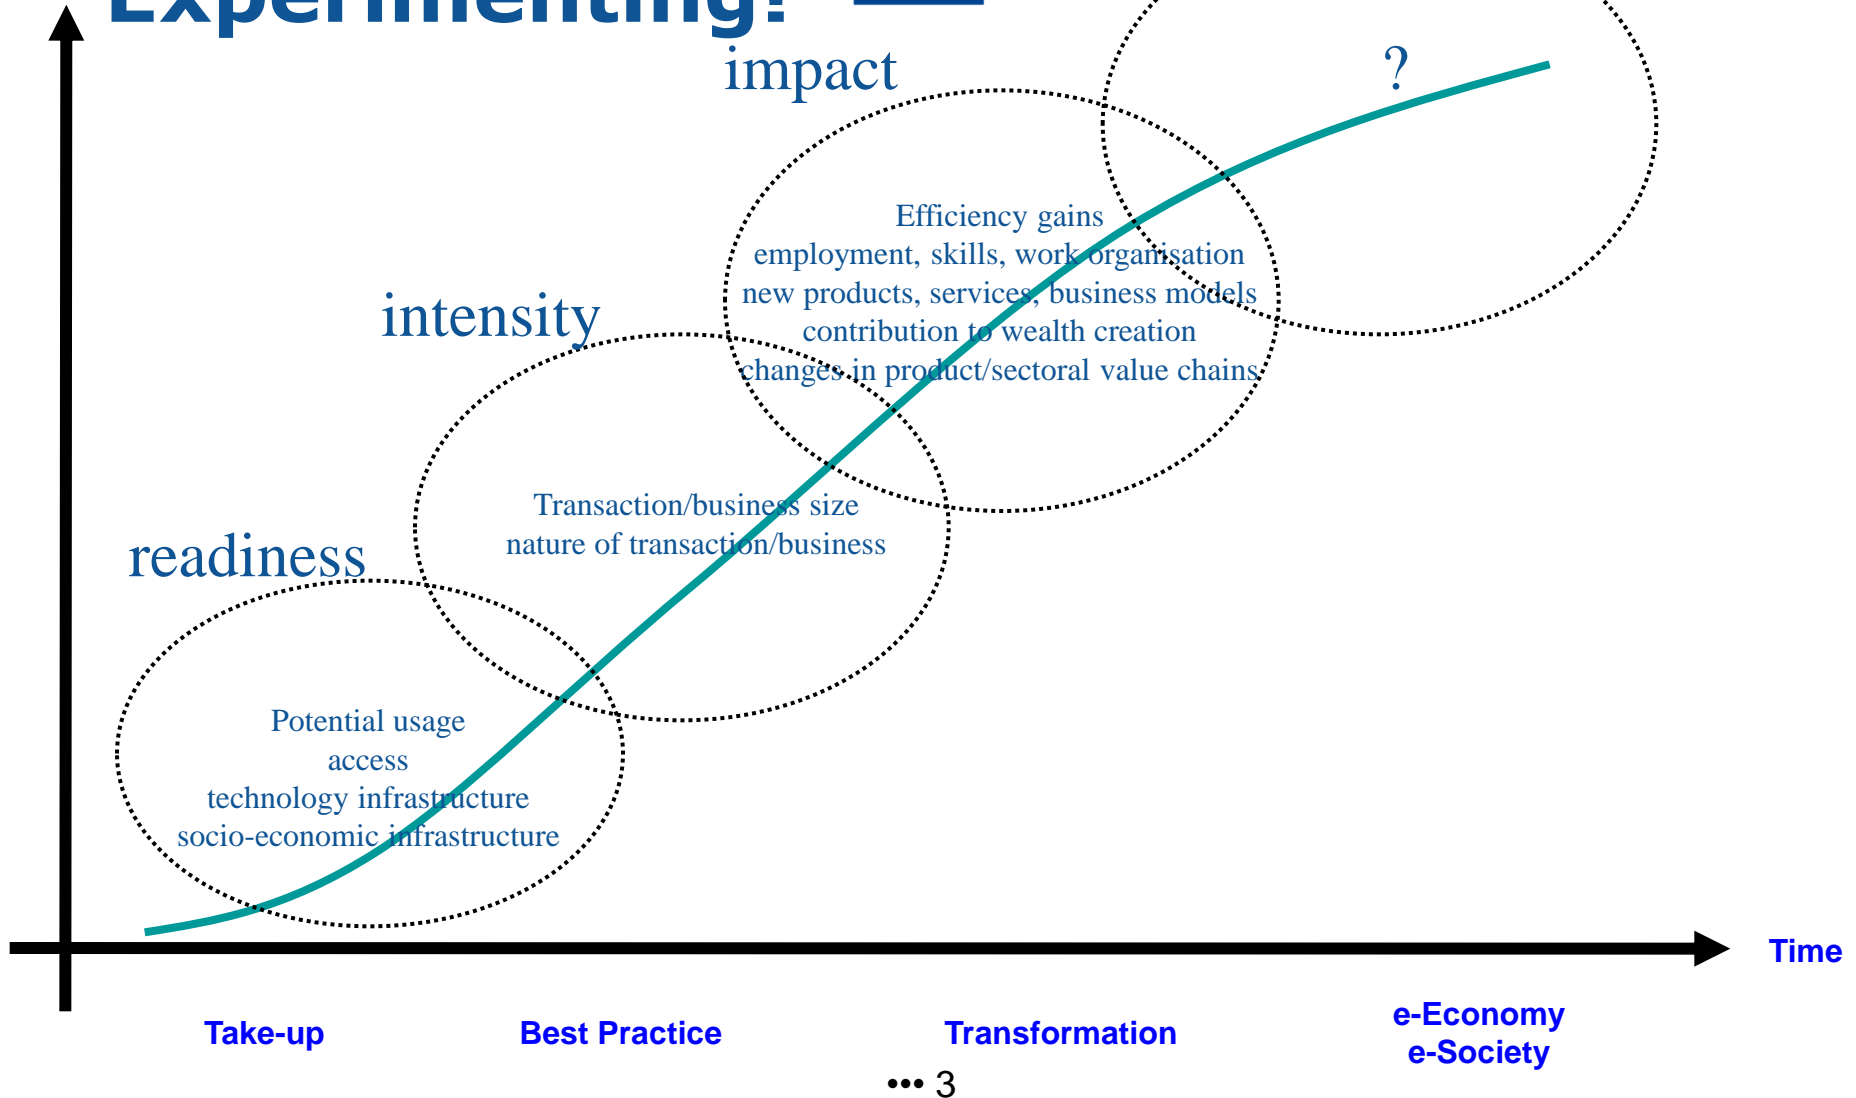 Experimenting!
impact
?
Efficiency gains
employment, skills, work organisation
new products, services, business models
contribution to wealth creation
changes in product/sectoral value chains
intensity
Transaction/business size
nature of transaction/business
readiness
Potential usage
access
technology infrastructure
socio-economic infrastructure
Time
Take-up
Best Practice
Transformation
e-Economy
e-Society
••• 3